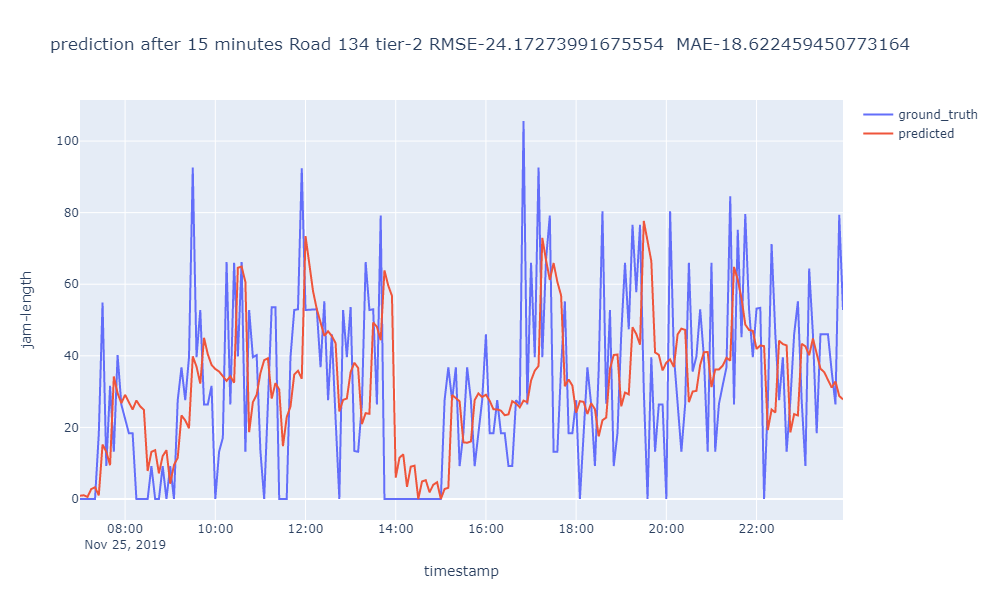 prediction after 15 minutes Road 134 tier-2 RMSE-24.17273991675554  MAE-18.622459450773164
ground_truth
predicted
jam-length
100
80
60
40
20
0
08:00 10:00 12:00 14:00 16:00 18:00 20:00 22:00
Nov 25, 2019
timestamp